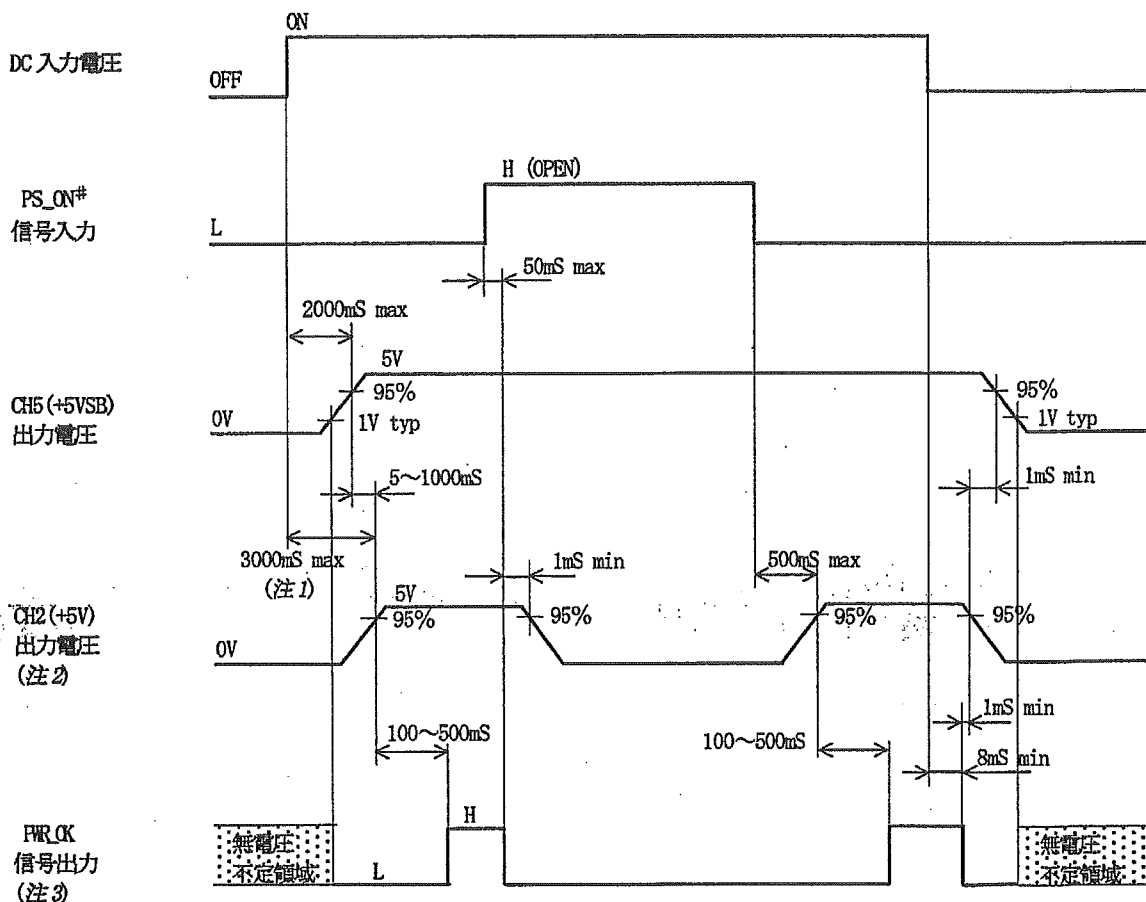 ON
DC 入力電圧
OFF
H (OPEN)
PS_ON#
信号入力
L
50mS max
2000mS max
5V
95%
95%
CH5(+5VSB)
出力電圧
0V
1V typ
1V typ
5～1000mS
1mS min
3000mS max
(注1)
1mS min
500mS max
5V
CH2(+5V)
出力電圧
(注2)
95%
95%
95%
95%
0V
1mS min
100～500mS
100～500mS
8mS min
H
PWR_OK
信号出力
(注3)
無電圧
不定領域
L
無電圧
不定領域